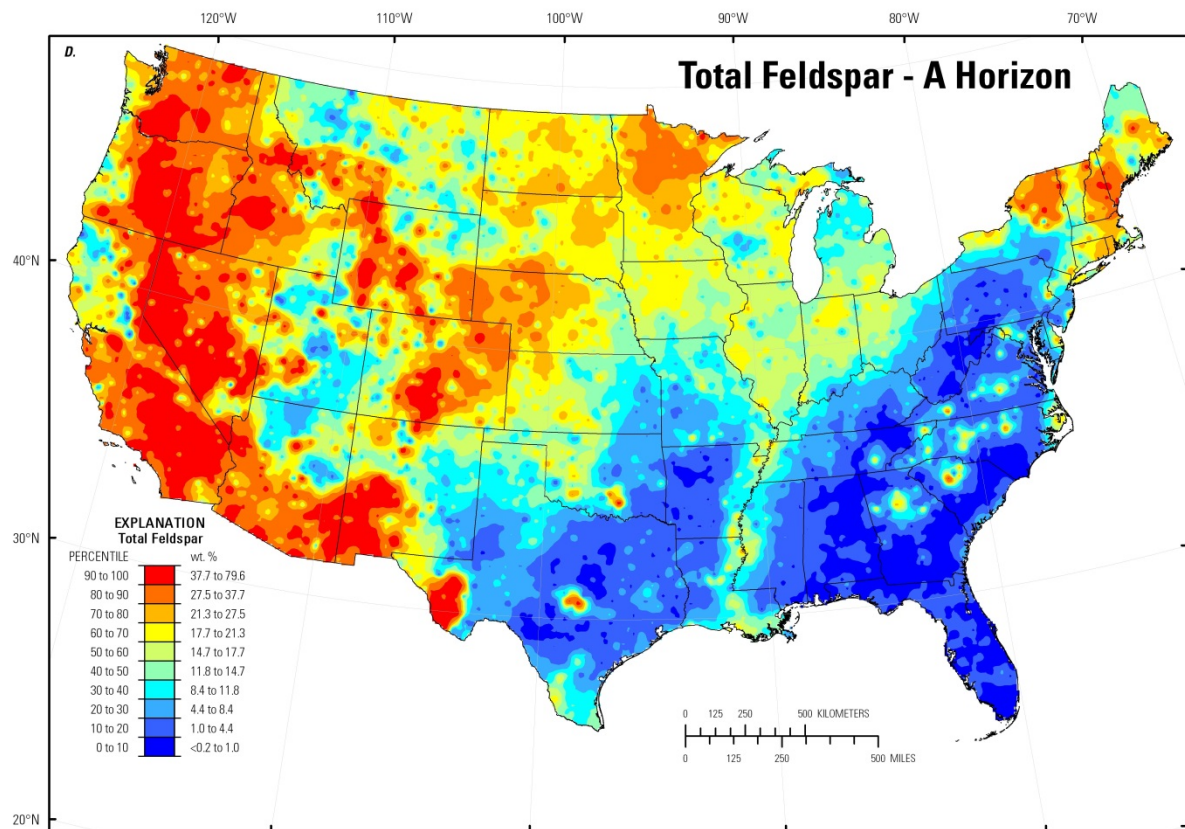 120°W 110°W 100°W 90°W 80°W 70°W
D.
Total Feldspar - A Horizon
40°N
40°N
30°N
30°N
20°N
EXPLANATION
Total Feldspar
PERCENTILE wt. %
90 to 100 37.7 to 79.6
80 to 90 27.5 to 37.7
70 to 80 21.3 to 27.5
60 to 70 17.7 to 21.3
50 to 60 14.7 to 17.7
40 to 50 11.8 to 14.7
30 to 40 8.4 to 11.8
20 to 30 4.4 to 8.4
10 to 20 1.0 to 4.4
0 to 10 <0.2 to 1.0
0 125 250 500 KILOMETERS
0 125 250 500 MILES